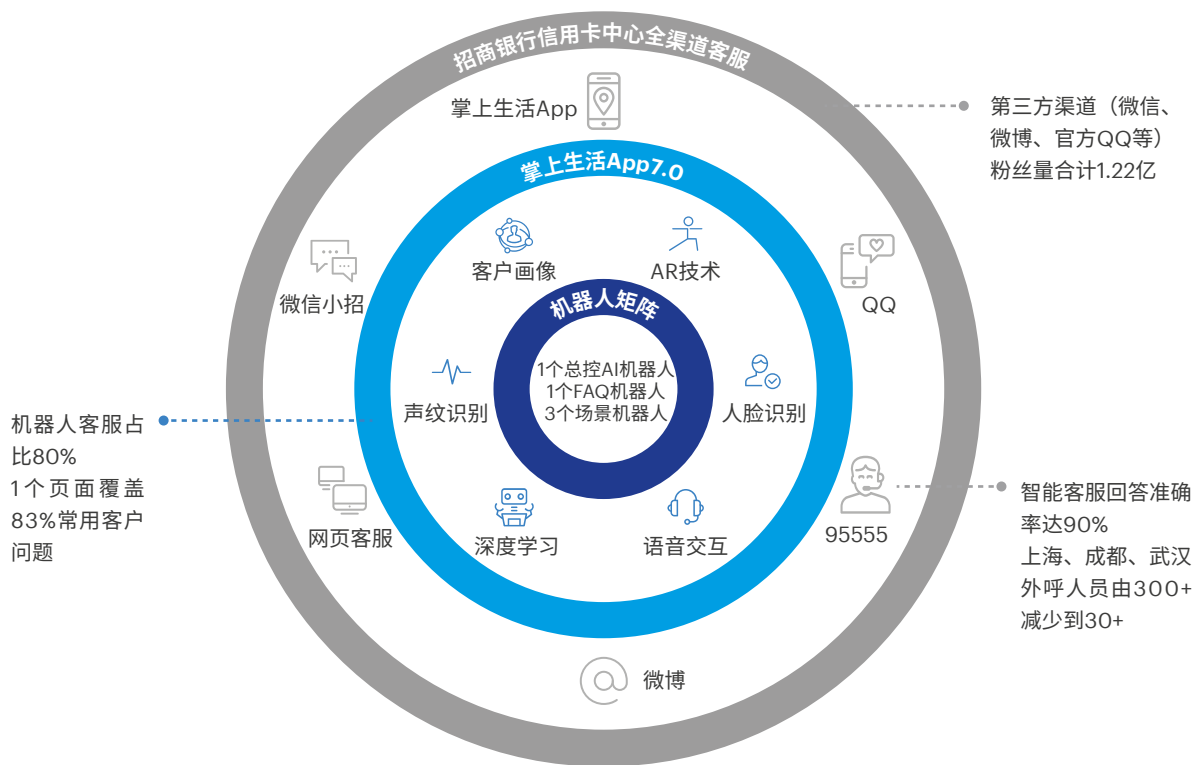 招商银行信用卡中心全渠道客服
掌上生活App
第三方渠道（微信、
微博、官方QQ等）
粉丝量合计1.22亿
掌上生活App7.0
客户画像
AR技术
微信小招
QQ
机器人矩阵
1个总控AI机器人
1个FAQ机器人
3个场景机器人
声纹识别
人脸识别
机器人客服占
比80%
1个页面覆盖
83%常用客户
问题
网页客服
深度学习
语音交互
95555
智能客服回答准确
率达90%
上海、成都、武汉
外呼人员由300+
减少到30+
微博